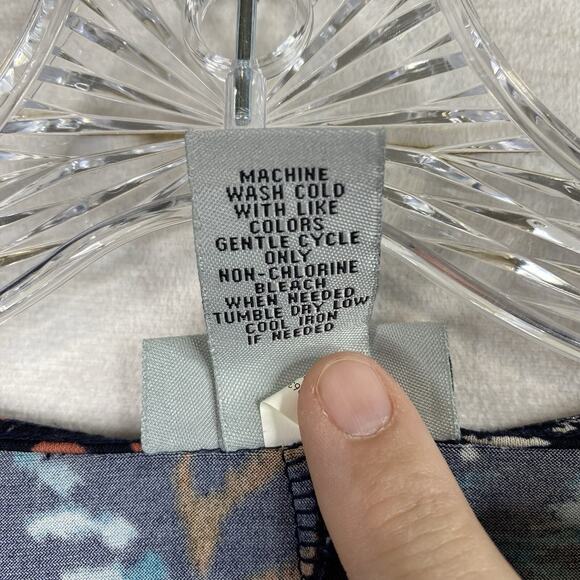 MACHINE
WASH COLD
WITH LIKE
COLORS
GENTLE CYCLE
ONLY
NON-CHLORINE
BLEACH
WHEN NEEDED
TUMBLE DRY LOW
COOL IRON
IF NEEDED